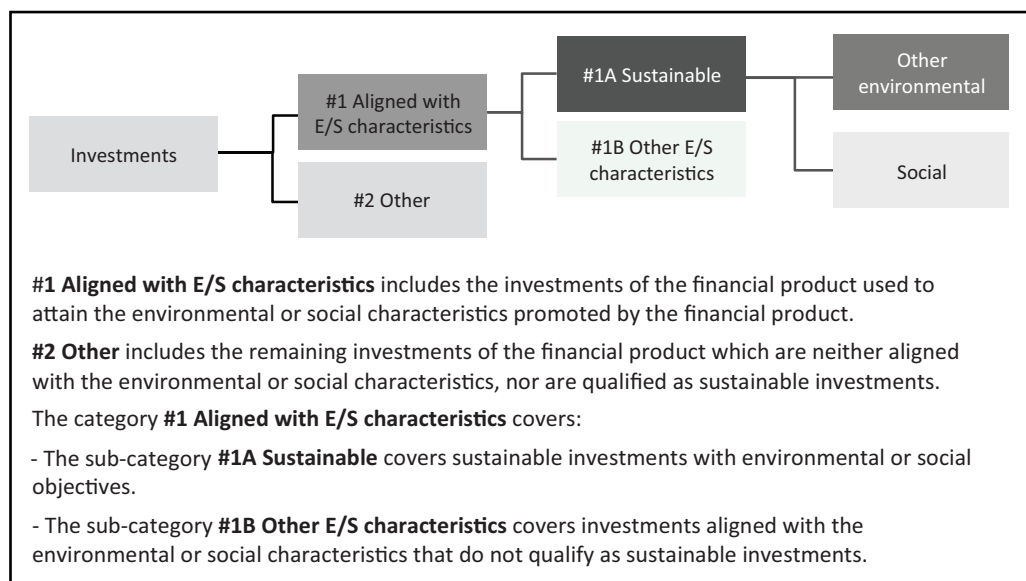 Investments
#1 Aligned with
E/S characteristics
#2 Other
#1A Sustainable
#1B Other E/S
characteristics
Other
environmental
Social
#1 Aligned with E/S characteristics includes the investments of the financial product used to
attain the environmental or social characteristics promoted by the financial product.
#2 Other includes the remaining investments of the financial product which are neither aligned
with the environmental or social characteristics, nor are qualified as sustainable investments.
The category #1 Aligned with E/S characteristics covers:
- The sub-category #1A Sustainable covers sustainable investments with environmental or social
objectives.
- The sub-category #1B Other E/S characteristics covers investments aligned with the
environmental or social characteristics that do not qualify as sustainable investments.